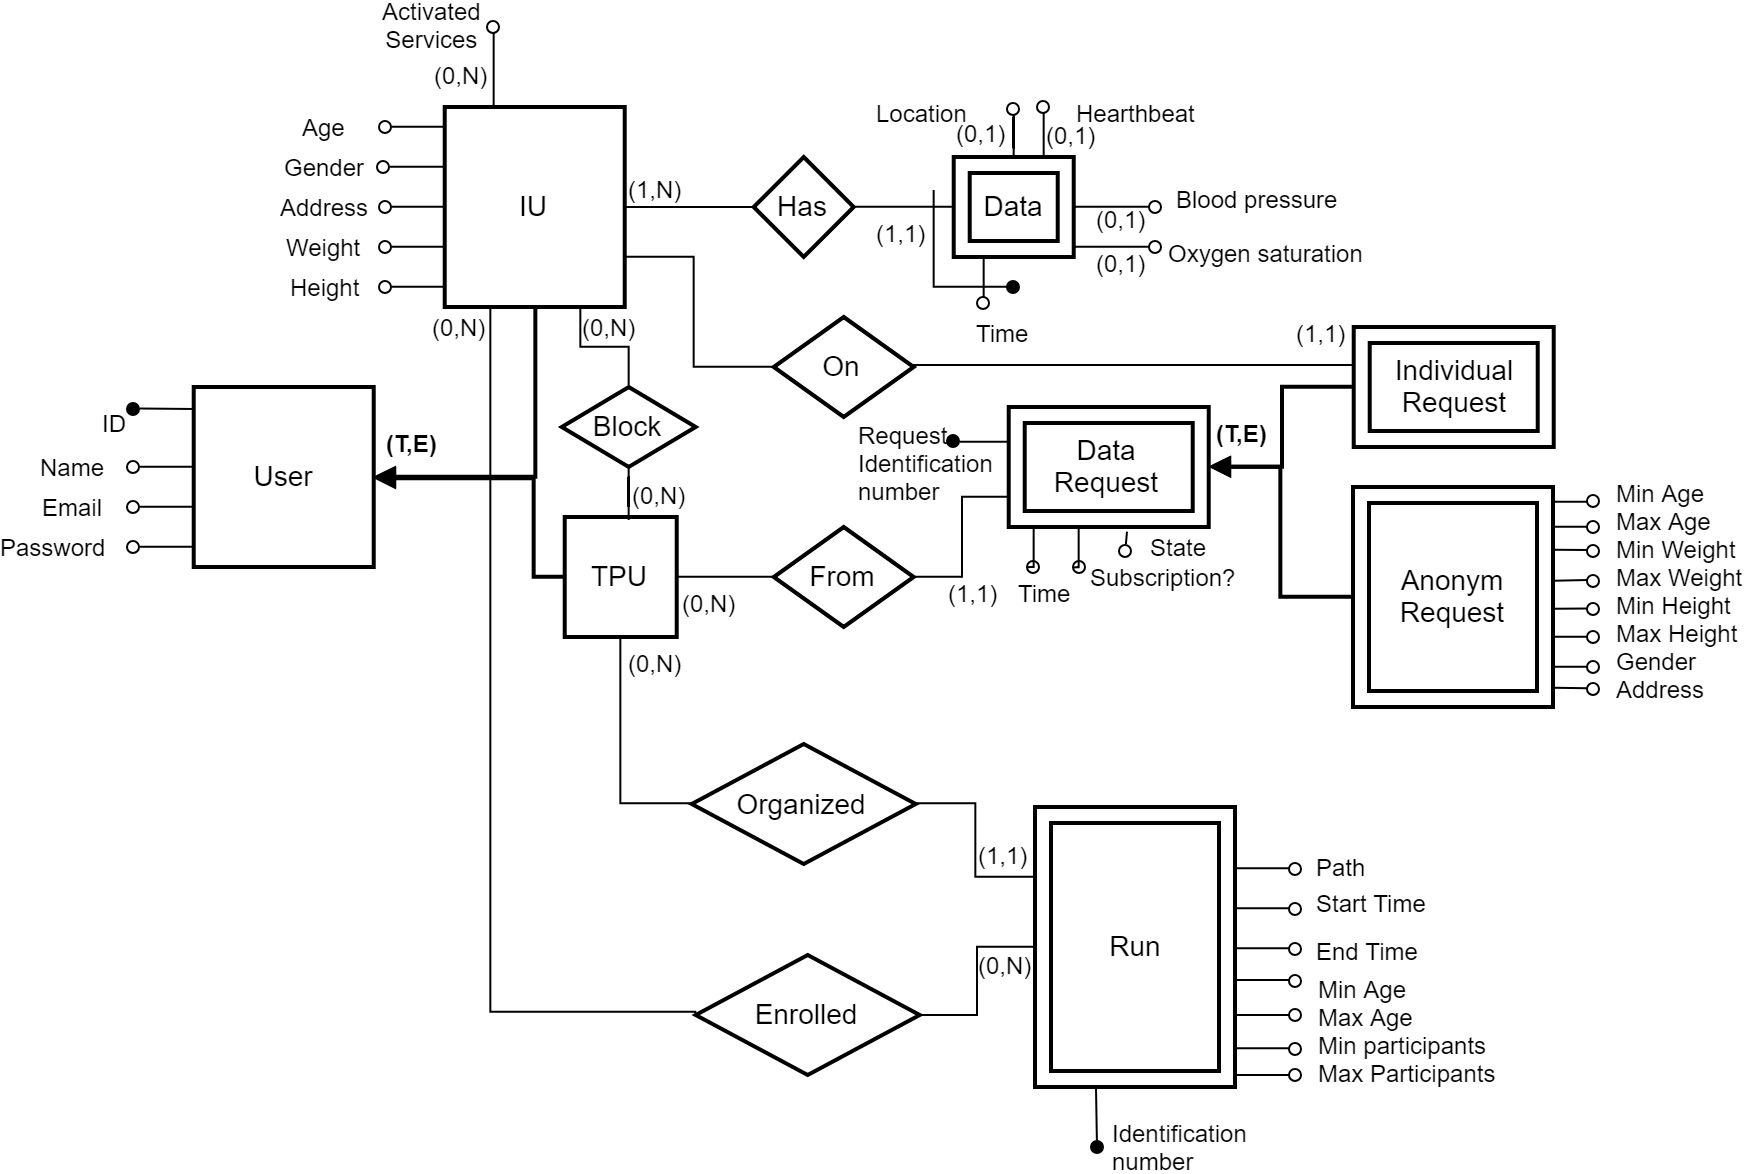 Activated
Services
(0,N)
Age
Gender
Address
Weight
Height
IU
(1,N)
Has
(1,1)
Location
(0,1)
Hearthbeat
(0,1)
Data
Blood pressure
(0,1)
Oxygen saturation
(0,1)
Time
(0,N)
(0,N)
On
(1,1)
Individual
Request
ID
Name
Email
Password
User
(T,E)
Block
(0,N)
Request
Identification
number
Data
Request
(T,E)
State
Subscription?
Time
TPU
(0,N)
From
(1,1)
Anonym
Request
Min Age
Max Age
Min Weight
Max Weight
Min Height
Max Height
Gender
Address
(0,N)
Organized
(1,1)
Run
Path
Start Time
End Time
Min Age
Max Age
Min participants
Max Participants
(0,N)
Enrolled
Identification
number